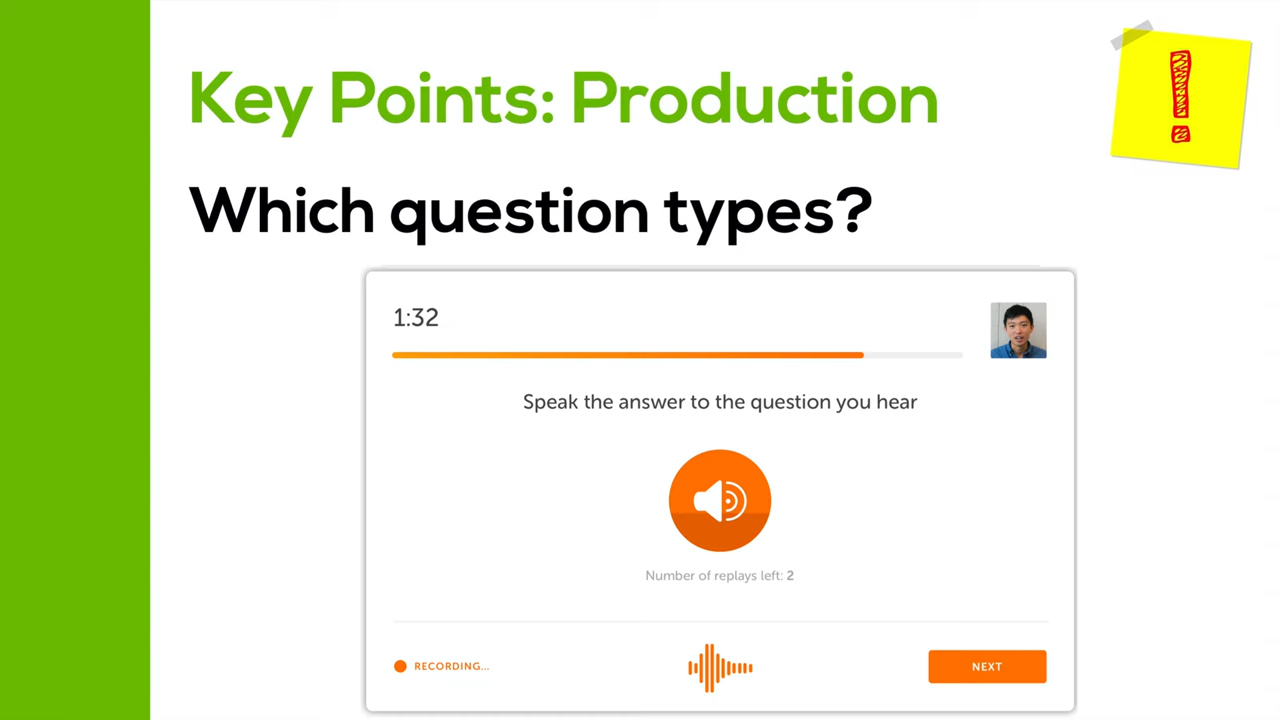 Key Points: Production
!
Which question types?
1:32
Speak the answer to the question you hear
Number of replays left: 2
RECORDING...
NEXT